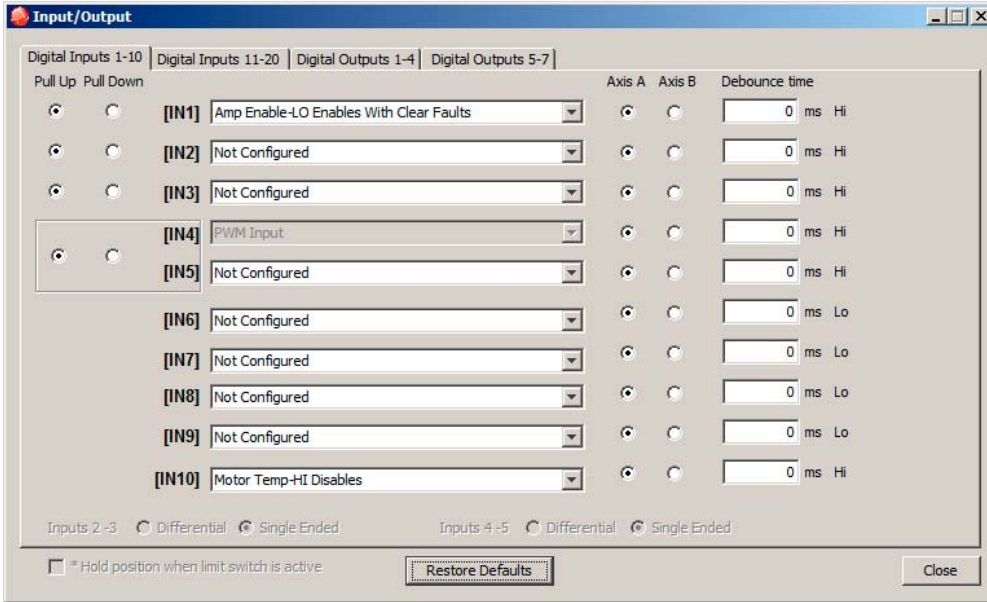 Input/Output
Digital Inputs 1-10 Digital Inputs 11-20 Digital Outputs 1-4 Digital Outputs 5-7
Pull Up Pull Down Axis A Axis B Debounce time
[IN1] Amp Enable-LO Enables With Clear Faults 0 ms Hi
[IN2] Not Configured 0 ms Hi
[IN3] Not Configured 0 ms Hi
[IN4] PWM Input 0 ms Hi
[IN5] Not Configured 0 ms Hi
[IN6] Not Configured 0 ms Lo
[IN7] Not Configured 0 ms Lo
[IN8] Not Configured 0 ms Lo
[IN9] Not Configured 0 ms Lo
[IN10] Motor Temp-HI Disables 0 ms Hi
Inputs 2 -3 Differential Single Ended Inputs 4 -5 Differential Single Ended
* Hold position when limit switch is active Restore Defaults Close